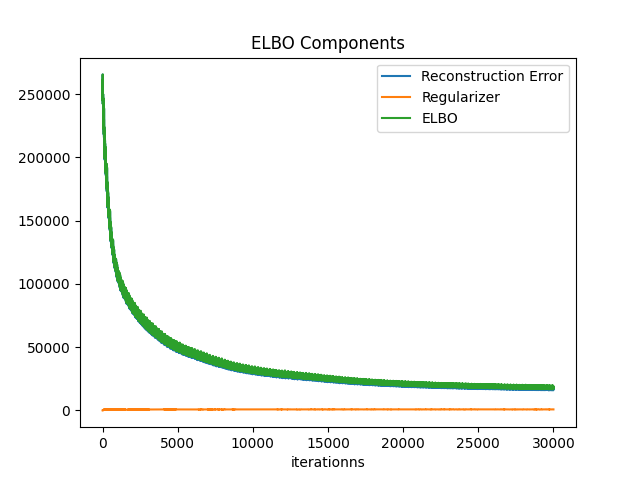 ELBO Components
Reconstruction Error
Regularizer
ELBO
250000
200000
150000
100000
50000
0
0 5000 10000 15000 20000 25000 30000
iterationns